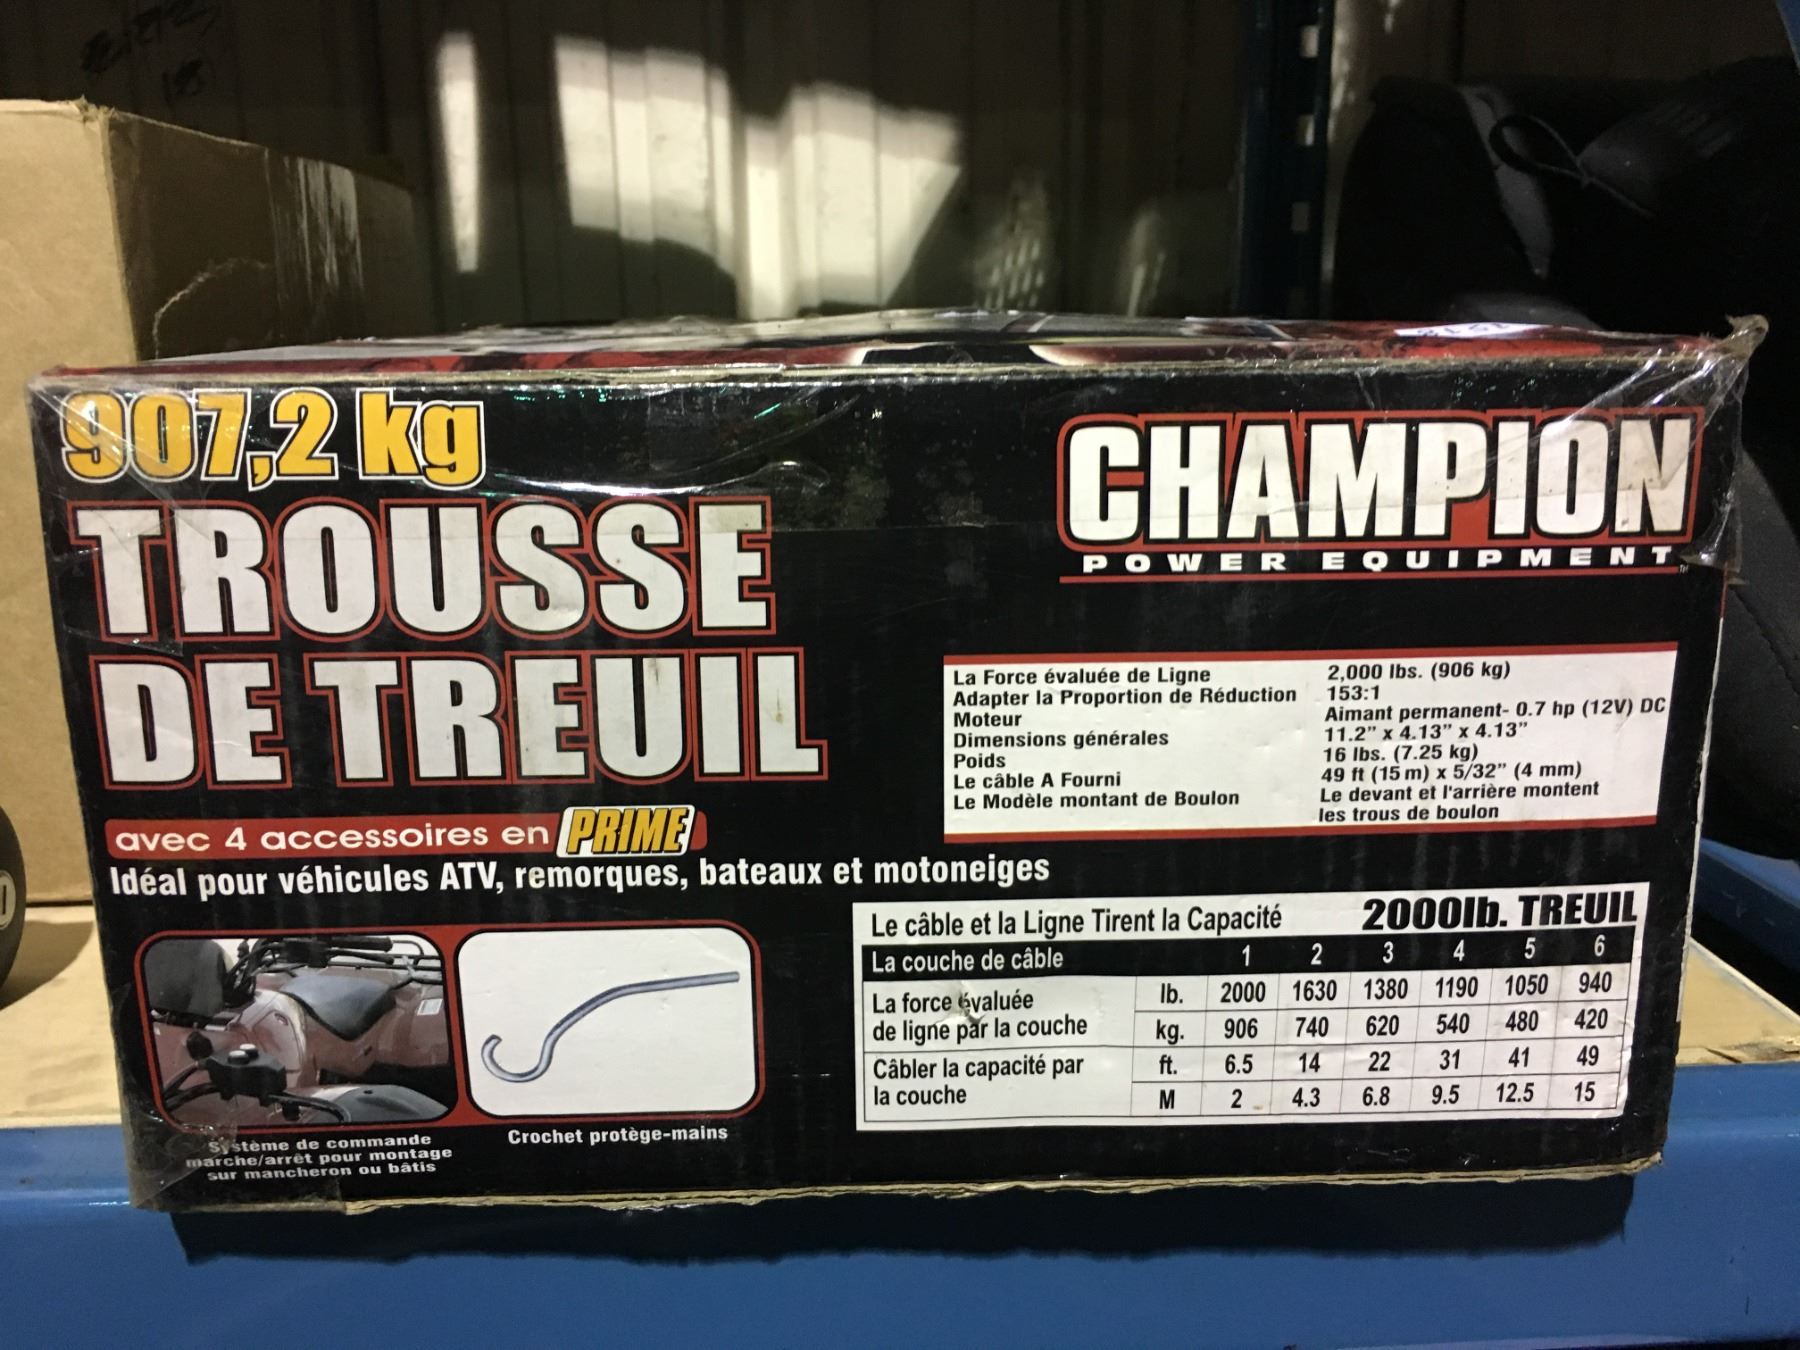 907,2 kg
TROUSSE
DE TREUIL
avec 4 accessoires en PRIME
Idéal pour véhicules ATV, remorques, bateaux et motoneiges
Système de commande
marche/arrêt pour montage
sur mancheron ou bâtis
Crochet protège-mains
CHAMPION
POWER EQUIPMENT TM
La Force évaluée de Ligne 2,000 lbs. (906 kg)
Adapter la Proportion de Réduction 153:1
Moteur Aimant permanent- 0.7 hp (12V) DC
Dimensions générales 11.2” x 4.13” x 4.13”
Poids 16 lbs. (7.25 kg)
Le câble A Fourni 49 ft (15 m) x 5/32” (4 mm)
Le Modèle montant de Boulon Le devant et l'arrière montent
les trous de boulon
Le câble et la Ligne Tirent la Capacité 2000lb. TREUIL
La couche de câble 1 2 3 4 5 6
La force évaluée lb. 2000 1630 1380 1190 1050 940
de ligne par la couche kg. 906 740 620 540 480 420
Câbler la capacité par ft. 6.5 14 22 31 41 49
la couche M 2 4.3 6.8 9.5 12.5 15